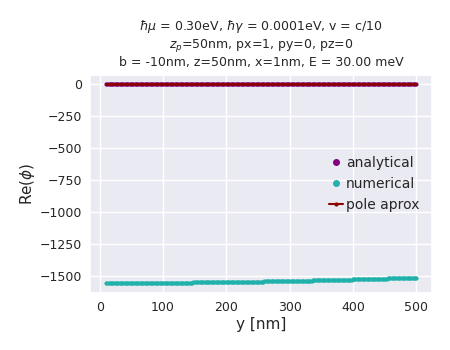 ℏμ = 0.30eV, ℏγ = 0.0001eV, v = c/10
z_p=50nm, px=1, py=0, pz=0
b = -10nm, z=50nm, x=1nm, E = 30.00 meV
Re(ϕ)
0
−250
−500
−750
−1000
−1250
−1500
analytical
numerical
pole aprox
0 100 200 300 400 500
y [nm]